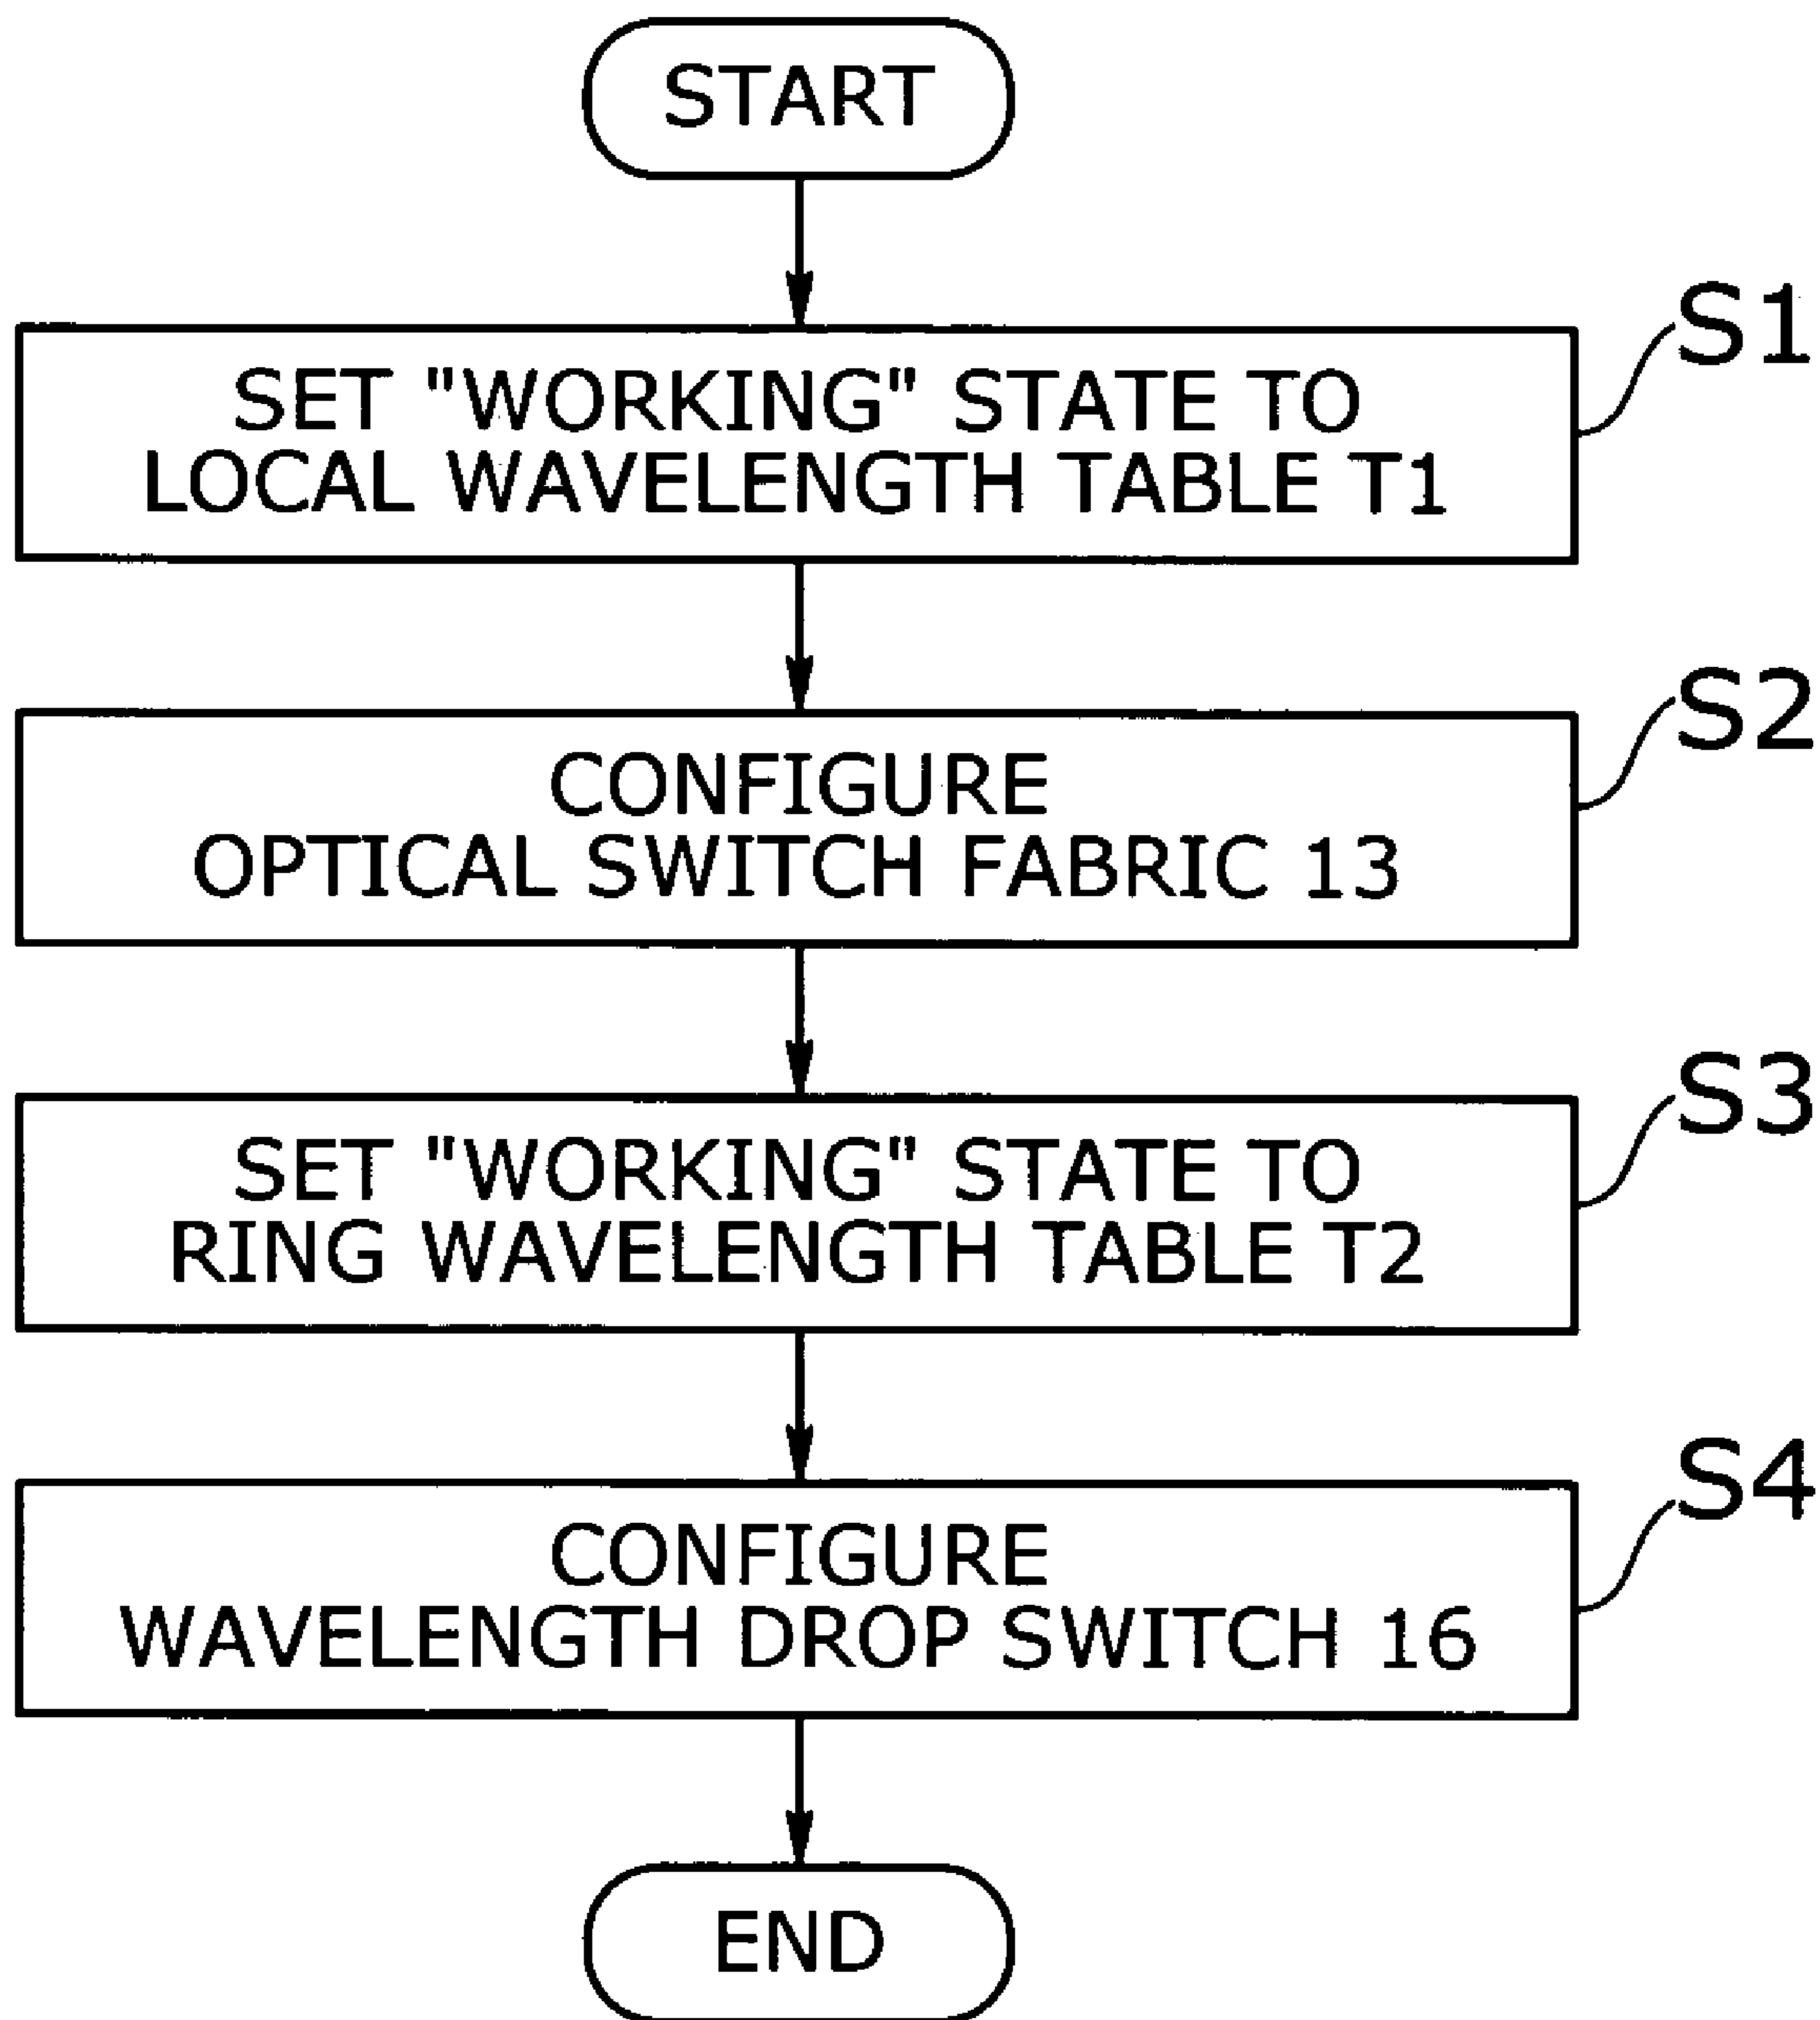 START
S1
SET "WORKING" STATE TO
LOCAL WAVELENGTH TABLE T1
S2
CONFIGURE
OPTICAL SWITCH FABRIC 13
S3
SET "WORKING" STATE TO
RING WAVELENGTH TABLE T2
S4
CONFIGURE
WAVELENGTH DROP SWITCH 16
END